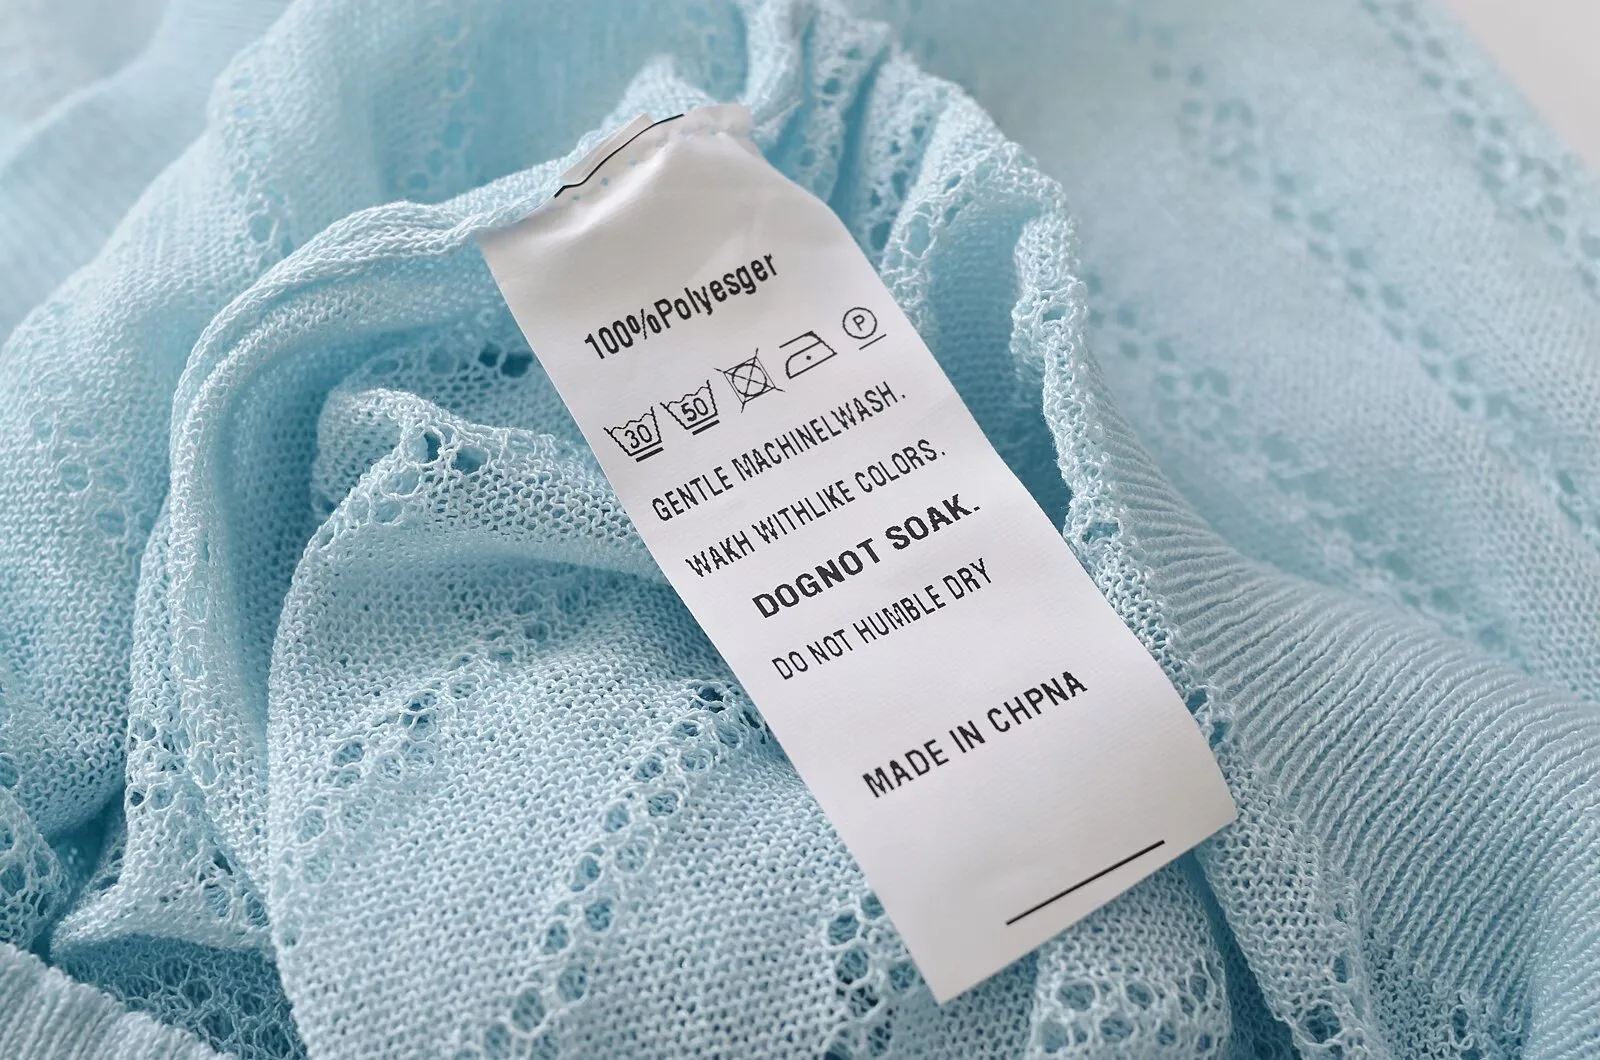 100%Polyesger
30 50 P
GENTLE MACHINELWASH.
WAKH WITHLIKE COLORS.
DOGNOT SOAK.
DO NOT HUMBLE DRY
MADE IN CHPNA